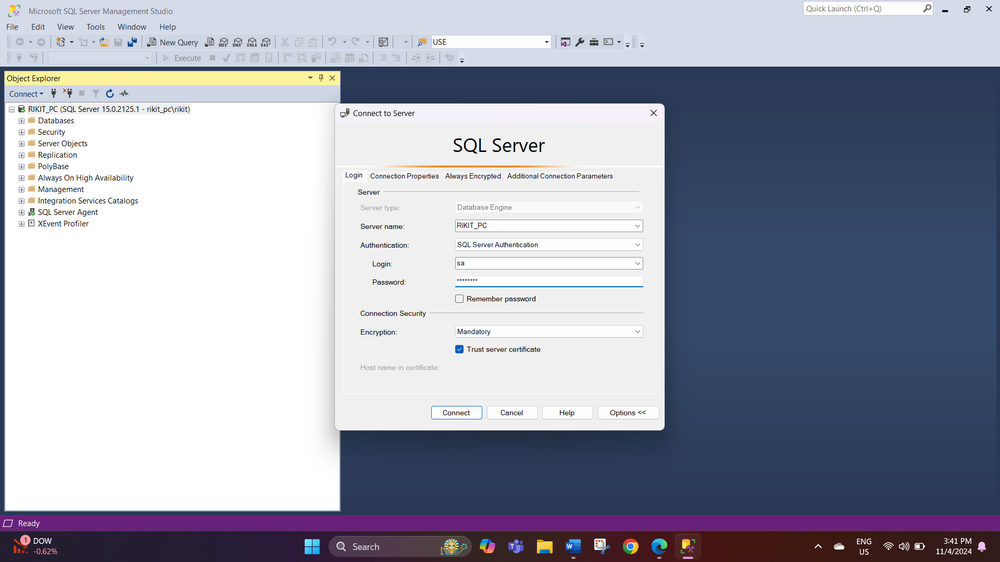 Microsoft SQL Server Management Studio
Quick Launch (Ctrl+Q)
File Edit View Tools Window Help
New Query MDX DMX XMLA DAX USE
Execute
Object Explorer
Connect
RIKIT_PC (SQL Server 15.0.2125.1 - rikit_pc\rikit)
Databases
Security
Server Objects
Replication
PolyBase
Always On High Availability
Management
Integration Services Catalogs
SQL Server Agent
XEvent Profiler
Connect to Server
SQL Server
Login Connection Properties Always Encrypted Additional Connection Parameters
Server
Server type: Database Engine
Server name: RIKIT_PC
Authentication: SQL Server Authentication
Login: sa
Password: ********
Remember password
Connection Security
Encryption: Mandatory
Trust server certificate
Host name in certificate:
Connect Cancel Help Options <<
Ready
1 DOW
-0.62%
Search
ENG
US
3:41 PM
11/4/2024